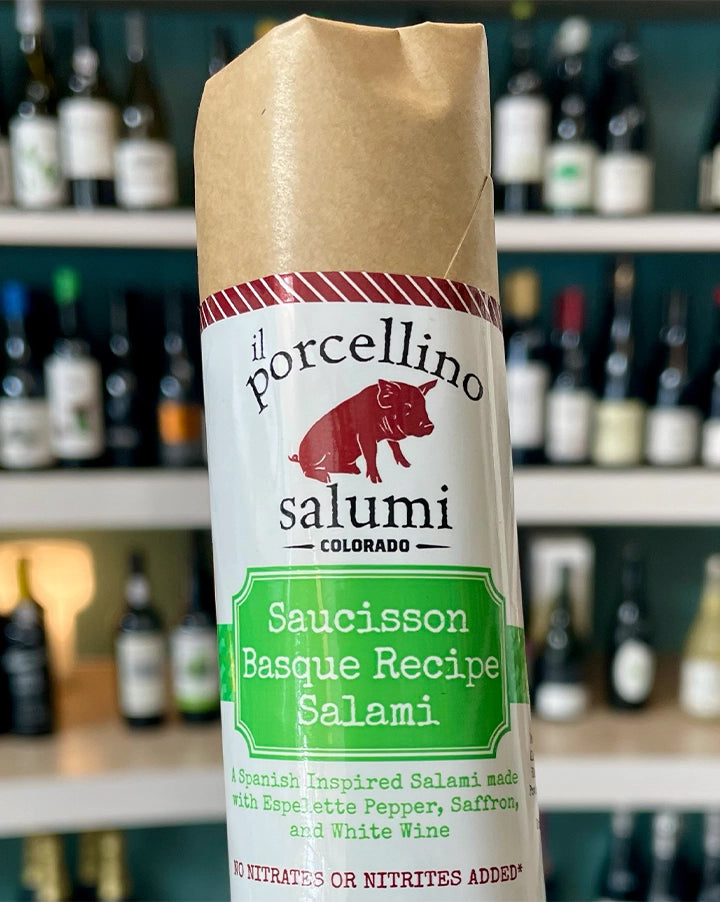 il
porcellino
salumi
COLORADO
Saucisson
Basque Recipe
Salami
A Spanish Inspired Salami made
with Espelette Pepper, Saffron,
and White Wine
NO NITRATES OR NITRITES ADDED*